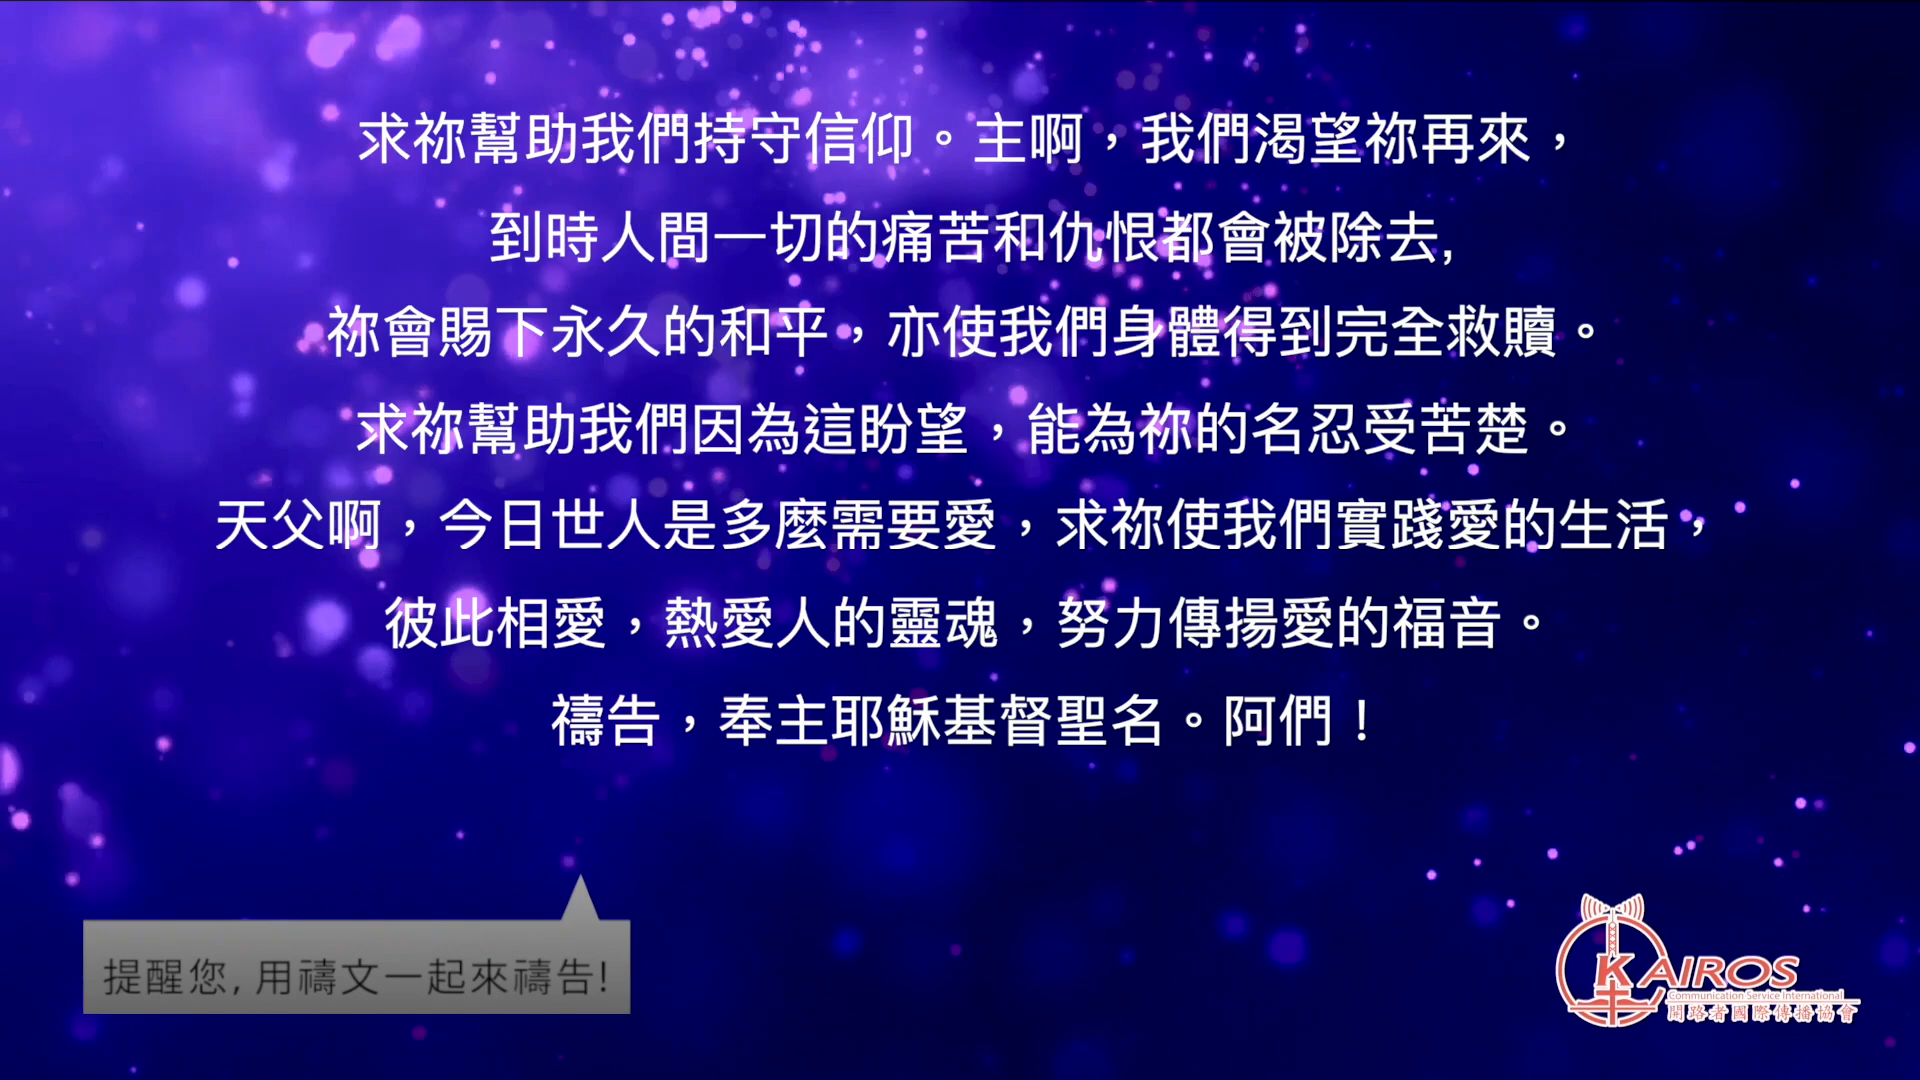 求祢幫助我們持守信仰。主啊，我們渴望祢再來，
到時人間一切的痛苦和仇恨都會被除去,
祢會賜下永久的和平，亦使我們身體得到完全救贖。
求祢幫助我們因為這盼望，能為祢的名忍受苦楚。
天父啊，今日世人是多麼需要愛，求祢使我們實踐愛的生活，
彼此相愛，熱愛人的靈魂，努力傳揚愛的福音。
禱告，奉主耶穌基督聖名。阿們！
提醒您, 用禱文一起來禱告!
KAIROS
Communication Service International
開路者國際傳播協會